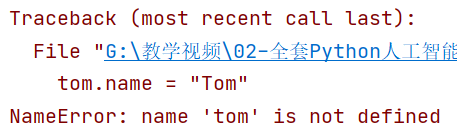 Traceback (most recent call last):
File "G:\教学视频\02-全套Python人工智能
tom.name = "Tom"
NameError: name 'tom' is not defined